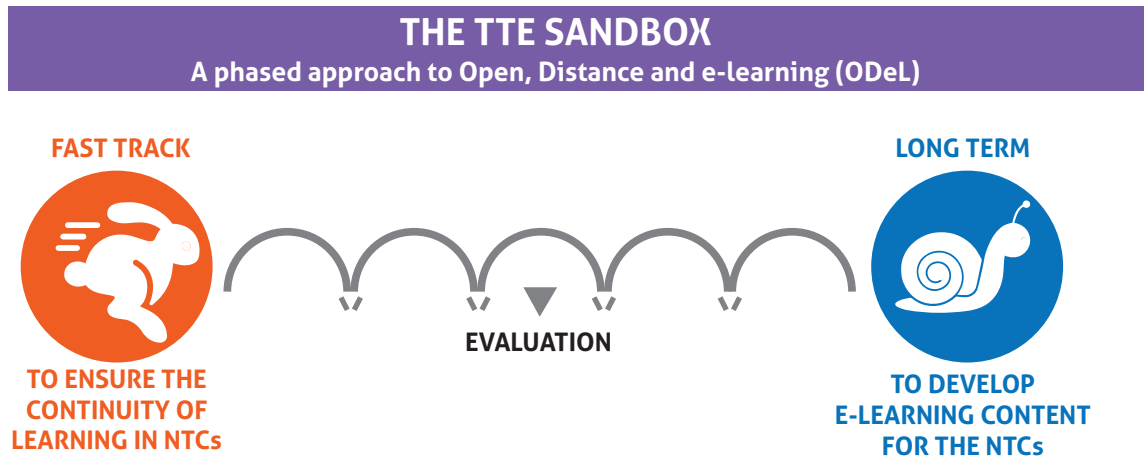 THE TTE SANDBOX
A phased approach to Open, Distance and e-learning (ODeL)
FAST TRACK
LONG TERM
EVALUATION
TO ENSURE THE
CONTINUITY OF
LEARNING IN NTCs
TO DEVELOP
E-LEARNING CONTENT
FOR THE NTCs